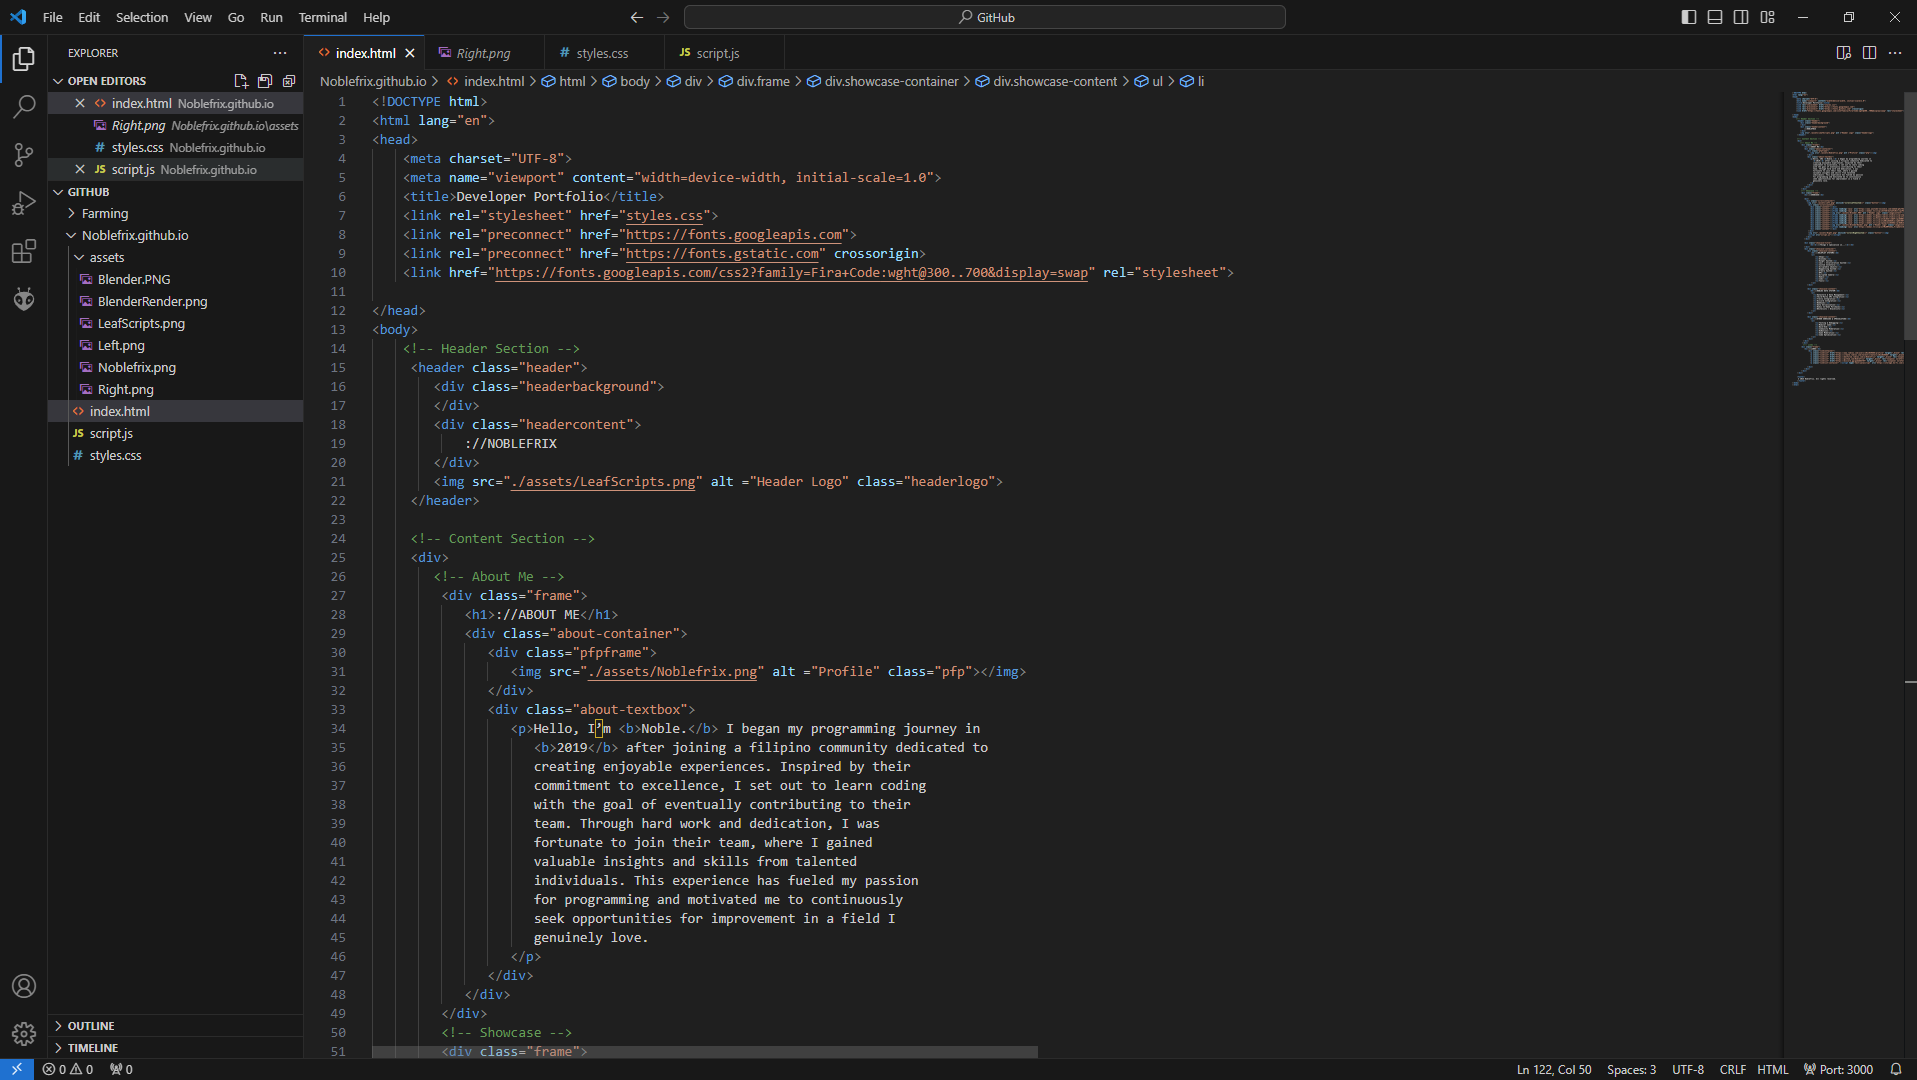 File Edit Selection View Go Run Terminal Help
GitHub
EXPLORER
OPEN EDITORS
index.html Noblefrix.github.io
Right.png Noblefrix.github.io\assets
styles.css Noblefrix.github.io
JS script.js Noblefrix.github.io
GITHUB
Farming
Noblefrix.github.io
assets
Blender.PNG
BlenderRender.png
LeafScripts.png
Left.png
Noblefrix.png
Right.png
index.html
JS script.js
# styles.css
OUTLINE
TIMELINE
index.html Right.png # styles.css JS script.js
Noblefrix.github.io > index.html > html > body > div > div.frame > div.showcase-container > div.showcase-content > ul > li
1 <!DOCTYPE html>
2 <html lang="en">
3 <head>
4 <meta charset="UTF-8">
5 <meta name="viewport" content="width=device-width, initial-scale=1.0">
6 <title>Developer Portfolio</title>
7 <link rel="stylesheet" href="styles.css">
8 <link rel="preconnect" href="https://fonts.googleapis.com">
9 <link rel="preconnect" href="https://fonts.gstatic.com" crossorigin>
10 <link href="https://fonts.googleapis.com/css2?family=Fira+Code:wght@300..700&display=swap" rel="stylesheet">
11
12 </head>
13 <body>
14 <!-- Header Section -->
15 <header class="header">
16 <div class="headerbackground">
17 </div>
18 <div class="headercontent">
19 ://NOBLEFRIX
20 </div>
21 <img src="./assets/LeafScripts.png" alt ="Header Logo" class="headerlogo">
22 </header>
23
24 <!-- Content Section -->
25 <div>
26 <!-- About Me -->
27 <div class="frame">
28 <h1>://ABOUT ME</h1>
29 <div class="about-container">
30 <div class="pfpframe">
31 <img src="./assets/Noblefrix.png" alt ="Profile" class="pfp"></img>
32 </div>
33 <div class="about-textbox">
34 <p>Hello, I’m <b>Noble.</b> I began my programming journey in
35 <b>2019</b> after joining a filipino community dedicated to
36 creating enjoyable experiences. Inspired by their
37 commitment to excellence, I set out to learn coding
38 with the goal of eventually contributing to their
39 team. Through hard work and dedication, I was
40 fortunate to join their team, where I gained
41 valuable insights and skills from talented
42 individuals. This experience has fueled my passion
43 for programming and motivated me to continuously
44 seek opportunities for improvement in a field I
45 genuinely love.
46 </p>
47 </div>
48 </div>
49 </div>
50 <!-- Showcase -->
51 <div class="frame">
0 0 0
Ln 122, Col 50 Spaces: 3 UTF-8 CRLF HTML Port: 3000